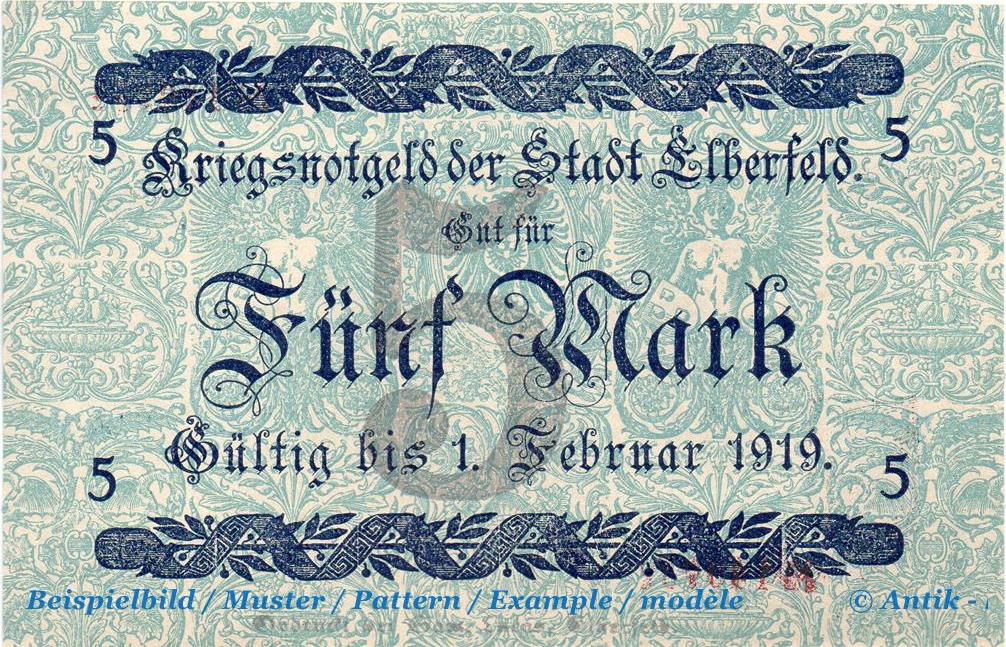 5 5
Kriegsnotgeld der Stadt Elberfeld.
Gut für
5
Fünf Mark
Gültig bis 1. Februar 1919.
5 5
Beispielbild / Muster / Pattern / Example / modèle © Antik -